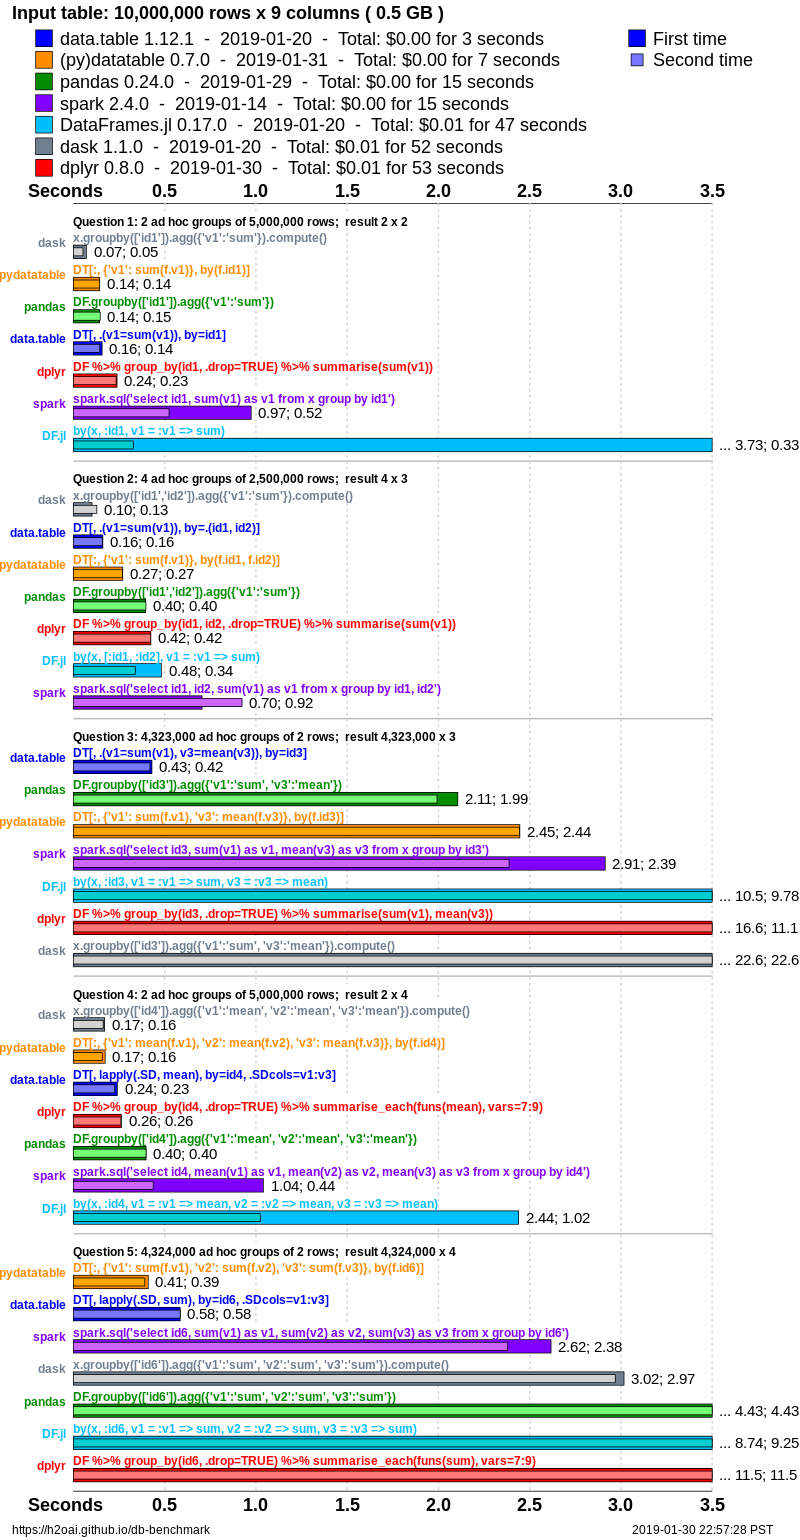 Input table: 10,000,000 rows x 9 columns ( 0.5 GB )
data.table 1.12.1 - 2019-01-20 - Total: $0.00 for 3 seconds
First time
(py)datatable 0.7.0 - 2019-01-31 - Total: $0.00 for 7 seconds
Second time
pandas 0.24.0 - 2019-01-29 - Total: $0.00 for 15 seconds
spark 2.4.0 - 2019-01-14 - Total: $0.00 for 15 seconds
DataFrames.jl 0.17.0 - 2019-01-20 - Total: $0.01 for 47 seconds
dask 1.1.0 - 2019-01-20 - Total: $0.01 for 52 seconds
dplyr 0.8.0 - 2019-01-30 - Total: $0.01 for 53 seconds
Seconds 0.5 1.0 1.5 2.0 2.5 3.0 3.5
Question 1: 2 ad hoc groups of 5,000,000 rows; result 2 x 2
x.groupby(['id1']).agg({'v1':'sum'}).compute()
dask 0.07; 0.05
DT[:, {'v1': sum(f.v1)}, by(f.id1)]
pydatatable 0.14; 0.14
DF.groupby(['id1']).agg({'v1':'sum'})
pandas 0.14; 0.15
DT[, .(v1=sum(v1)), by=id1]
data.table 0.16; 0.14
DF %>% group_by(id1, .drop=TRUE) %>% summarise(sum(v1))
dplyr 0.24; 0.23
spark.sql('select id1, sum(v1) as v1 from x group by id1')
spark 0.97; 0.52
by(x, :id1, v1 = :v1 => sum)
DF.jl ... 3.73; 0.33
Question 2: 4 ad hoc groups of 2,500,000 rows; result 4 x 3
x.groupby(['id1','id2']).agg({'v1':'sum'}).compute()
dask 0.10; 0.13
DT[, .(v1=sum(v1)), by=.(id1, id2)]
data.table 0.16; 0.16
DT[:, {'v1': sum(f.v1)}, by(f.id1, f.id2)]
pydatatable 0.27; 0.27
DF.groupby(['id1','id2']).agg({'v1':'sum'})
pandas 0.40; 0.40
DF %>% group_by(id1, id2, .drop=TRUE) %>% summarise(sum(v1))
dplyr 0.42; 0.42
by(x, [:id1, :id2], v1 = :v1 => sum)
DF.jl 0.48; 0.34
spark.sql('select id1, id2, sum(v1) as v1 from x group by id1, id2')
spark 0.70; 0.92
Question 3: 4,323,000 ad hoc groups of 2 rows; result 4,323,000 x 3
DT[, .(v1=sum(v1), v3=mean(v3)), by=id3]
data.table 0.43; 0.42
DF.groupby(['id3']).agg({'v1':'sum', 'v3':'mean'})
pandas 2.11; 1.99
DT[:, {'v1': sum(f.v1), 'v3': mean(f.v3)}, by(f.id3)]
pydatatable 2.45; 2.44
spark.sql('select id3, sum(v1) as v1, mean(v3) as v3 from x group by id3')
spark 2.91; 2.39
by(x, :id3, v1 = :v1 => sum, v3 = :v3 => mean)
DF.jl ... 10.5; 9.78
DF %>% group_by(id3, .drop=TRUE) %>% summarise(sum(v1), mean(v3))
dplyr ... 16.6; 11.1
x.groupby(['id3']).agg({'v1':'sum', 'v3':'mean'}).compute()
dask ... 22.6; 22.6
Question 4: 2 ad hoc groups of 5,000,000 rows; result 2 x 4
x.groupby(['id4']).agg({'v1':'mean', 'v2':'mean', 'v3':'mean'}).compute()
dask 0.17; 0.16
DT[:, {'v1': mean(f.v1), 'v2': mean(f.v2), 'v3': mean(f.v3)}, by(f.id4)]
pydatatable 0.17; 0.16
DT[, lapply(.SD, mean), by=id4, .SDcols=v1:v3]
data.table 0.24; 0.23
DF %>% group_by(id4, .drop=TRUE) %>% summarise_each(funs(mean), vars=7:9)
dplyr 0.26; 0.26
DF.groupby(['id4']).agg({'v1':'mean', 'v2':'mean', 'v3':'mean'})
pandas 0.40; 0.40
spark.sql('select id4, mean(v1) as v1, mean(v2) as v2, mean(v3) as v3 from x group by id4')
spark 1.04; 0.44
by(x, :id4, v1 = :v1 => mean, v2 = :v2 => mean, v3 = :v3 => mean)
DF.jl 2.44; 1.02
Question 5: 4,324,000 ad hoc groups of 2 rows; result 4,324,000 x 4
DT[:, {'v1': sum(f.v1), 'v2': sum(f.v2), 'v3': sum(f.v3)}, by(f.id6)]
pydatatable 0.41; 0.39
DT[, lapply(.SD, sum), by=id6, .SDcols=v1:v3]
data.table 0.58; 0.58
spark.sql('select id6, sum(v1) as v1, sum(v2) as v2, sum(v3) as v3 from x group by id6')
spark 2.62; 2.38
x.groupby(['id6']).agg({'v1':'sum', 'v2':'sum', 'v3':'sum'}).compute()
dask 3.02; 2.97
DF.groupby(['id6']).agg({'v1':'sum', 'v2':'sum', 'v3':'sum'})
pandas ... 4.43; 4.43
by(x, :id6, v1 = :v1 => sum, v2 = :v2 => sum, v3 = :v3 => sum)
DF.jl ... 8.74; 9.25
DF %>% group_by(id6, .drop=TRUE) %>% summarise_each(funs(sum), vars=7:9)
dplyr ... 11.5; 11.5
Seconds 0.5 1.0 1.5 2.0 2.5 3.0 3.5
https://h2oai.github.io/db-benchmark
2019-01-30 22:57:28 PST